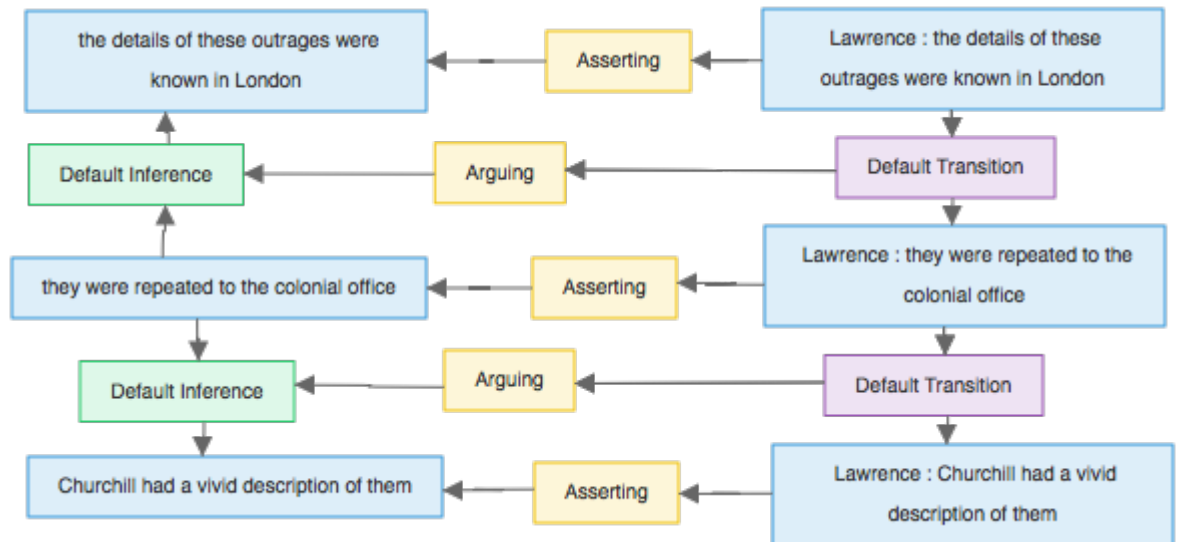 the details of these outrages were
known in London
Asserting
Lawrence : the details of these
outrages were known in London
Default Inference
Arguing
Default Transition
they were repeated to the colonial office
Asserting
Lawrence : they were repeated to the
colonial office
Default Inference
Arguing
Default Transition
Churchill had a vivid description of them
Asserting
Lawrence : Churchill had a vivid
description of them